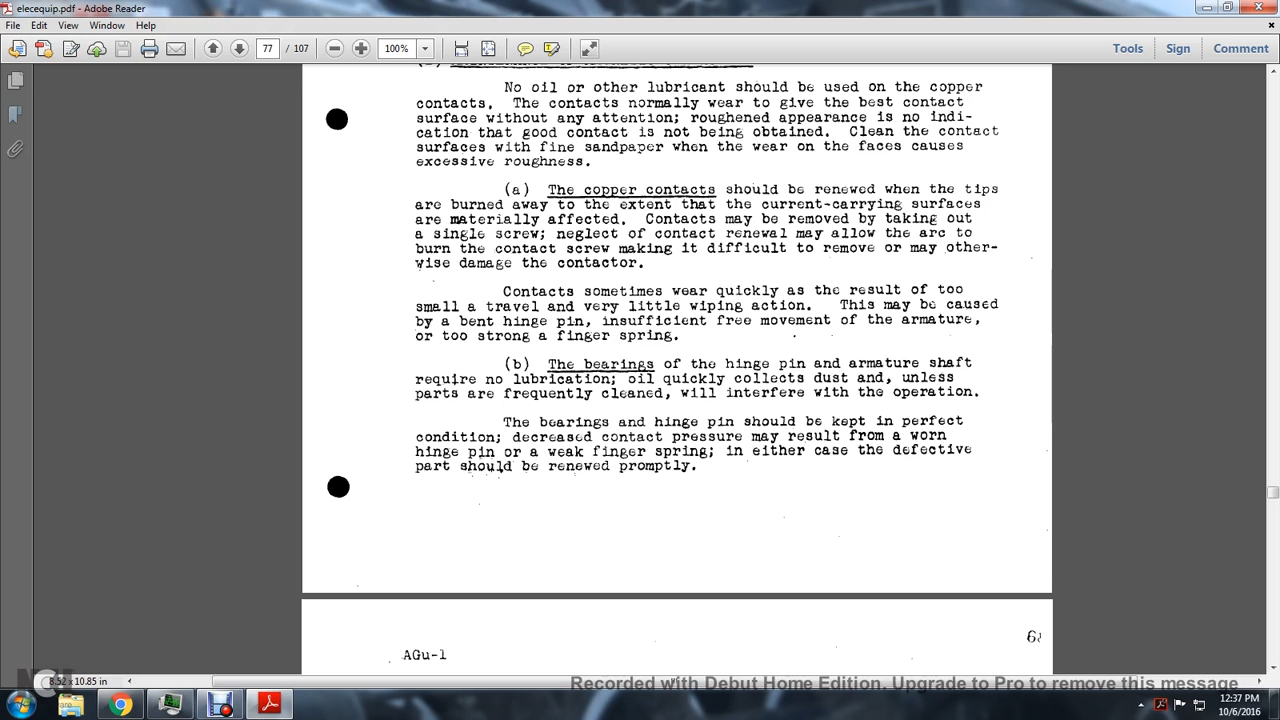 elecequip.pdf - Adobe Reader
File Edit View Window Help
77 / 107 100% Tools Sign Comment
No oil or other lubricant should be used on the copper
contacts. The contacts normally wear to give the best contact
surface without any attention; roughened appearance is no indi-
cation that good contact is not being obtained. Clean the contact
surfaces with fine sandpaper when the wear on the faces causes
excessive roughness.
(a) The copper contacts should be renewed when the tips
are burned away to the extent that the current-carrying surfaces
are materially affected. Contacts may be removed by taking out
a single screw; neglect of contact renewal may allow the arc to
burn the contact screw making it difficult to remove or may other-
wise damage the contactor.
Contacts sometimes wear quickly as the result of too
small a travel and very little wiping action. This may be caused
by a bent hinge pin, insufficient free movement of the armature,
or too strong a finger spring.
(b) The bearings of the hinge pin and armature shaft
require no lubrication; oil quickly collects dust and, unless
parts are frequently cleaned, will interfere with the operation.
The bearings and hinge pin should be kept in perfect
condition; decreased contact pressure may result from a worn
hinge pin or a weak finger spring; in either case the defective
part should be renewed promptly.
AGu-1
8.52 x 10.85 in
Recorded with Debut Home Edition. Upgrade to Pro to remove this message
12:37 PM
10/6/2016